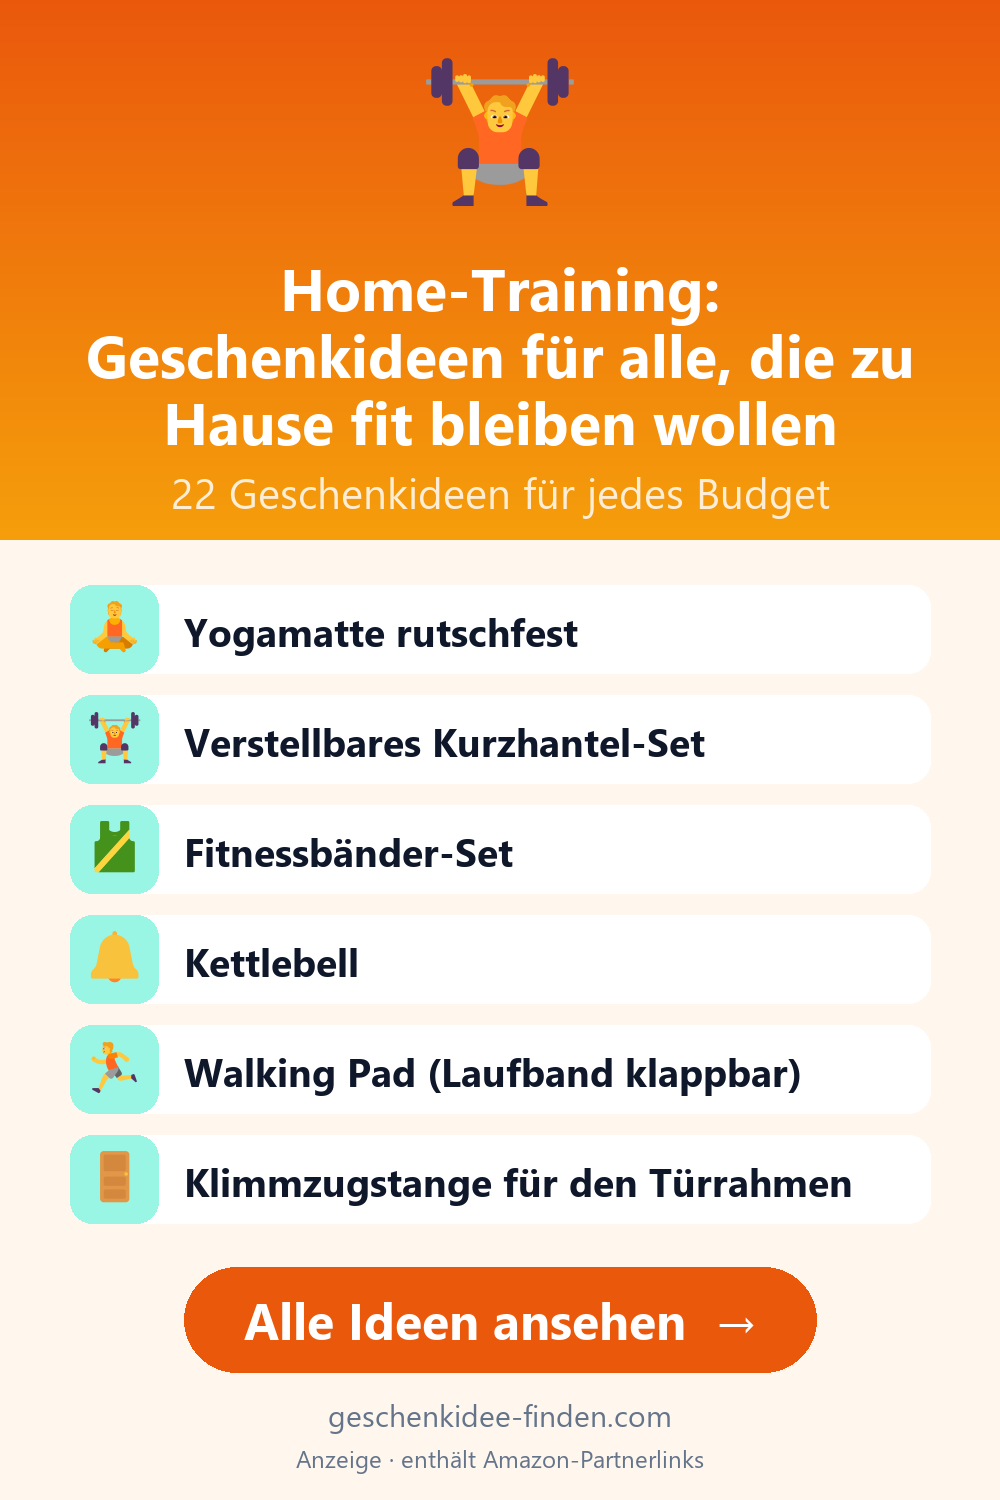 Home-Training:
Geschenkideen für alle, die zu
Hause fit bleiben wollen
22 Geschenkideen für jedes Budget
Yogamatte rutschfest
Verstellbares Kurzhantel-Set
Fitnessbänder-Set
Kettlebell
Walking Pad (Laufband klappbar)
Klimmzugstange für den Türrahmen
Alle Ideen ansehen →
geschenkidee-finden.com
Anzeige · enthält Amazon-Partnerlinks